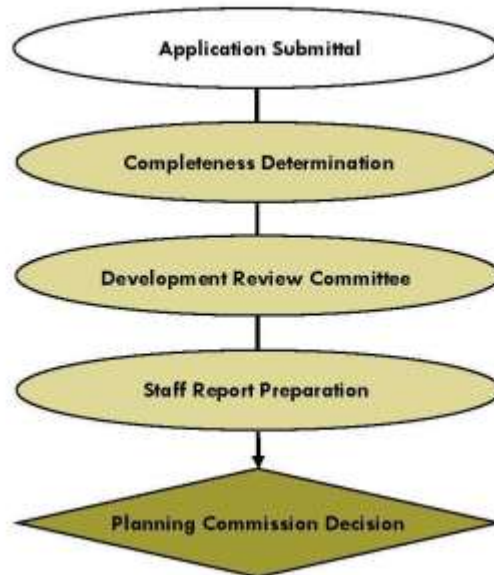 Application Submittal
Completeness Determination
Development Review Committee
Staff Report Preparation
Planning Commission Decision